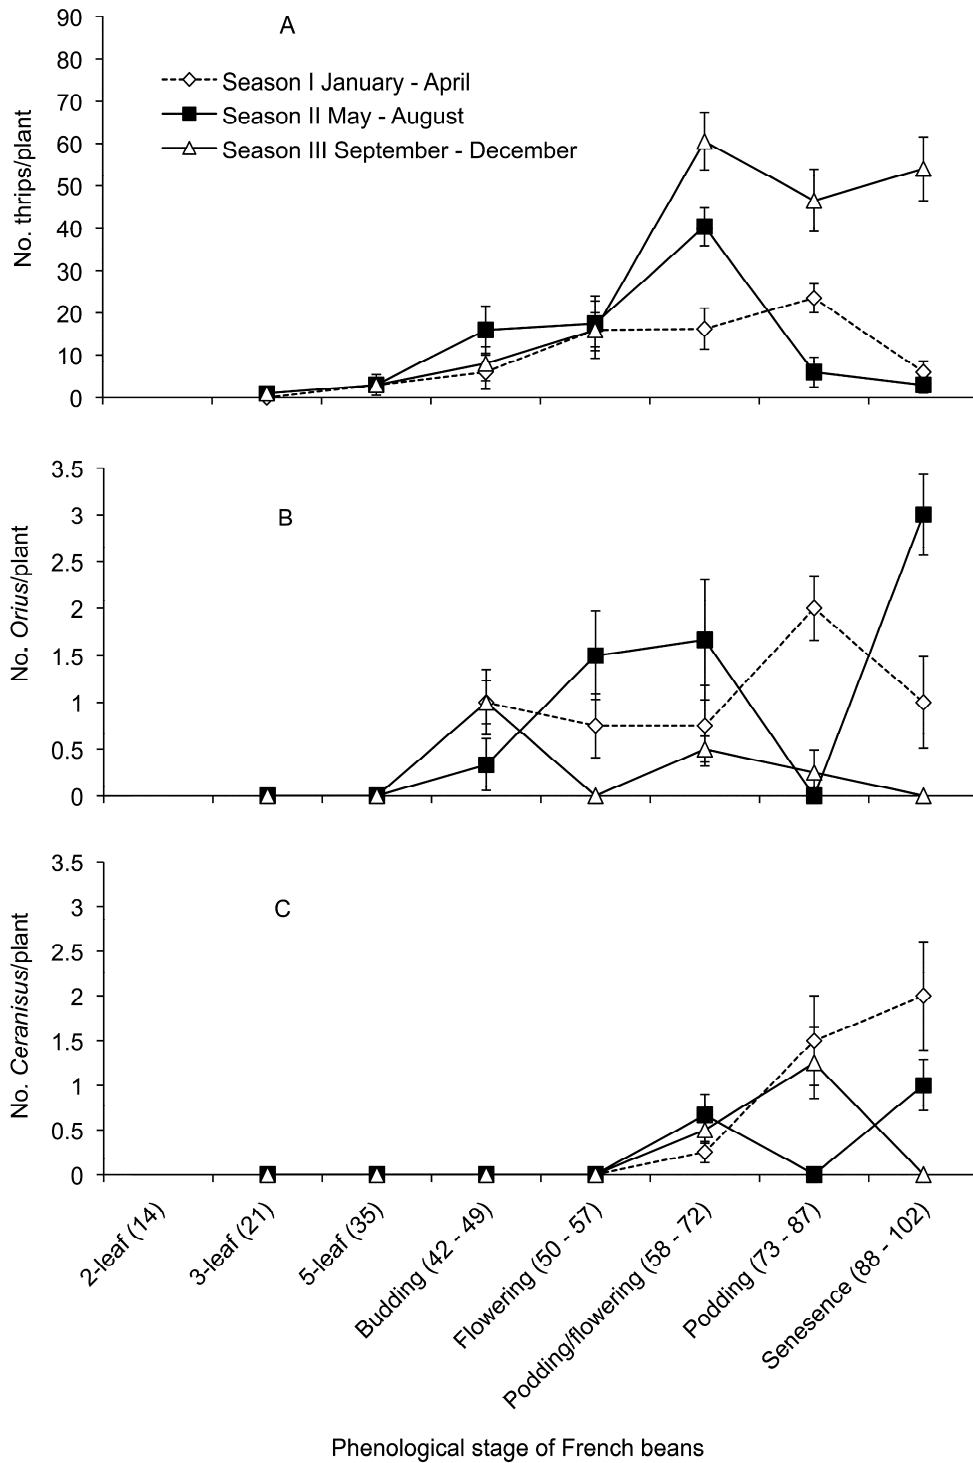 A
90
80
70
60
50
40
30
20
10
0
No. thrips/plant
Season I January - April
Season II May - August
Season III September - December
B
3.5
3
2.5
2
1.5
1
0.5
0
No. Orius/plant
C
3.5
3
2.5
2
1.5
1
0.5
0
No. Ceranisus/plant
2-leaf (14)
3-leaf (21)
5-leaf (35)
Budding (42 - 49)
Flowering (50 - 57)
Podding/flowering (58 - 72)
Podding (73 - 87)
Senesence (88 - 102)
Phenological stage of French beans